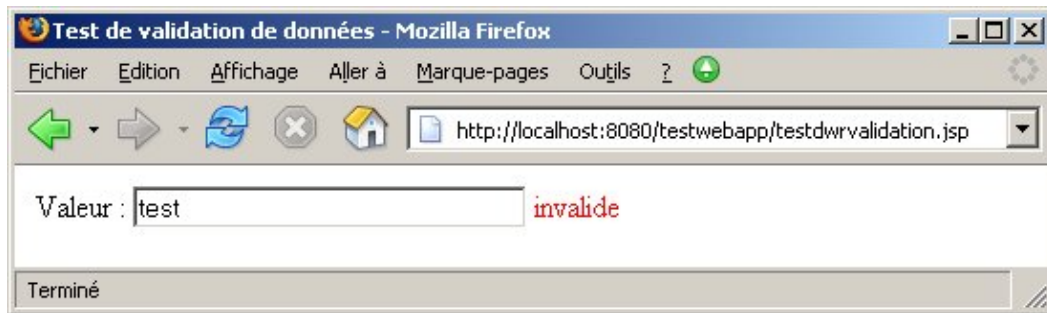 Test de validation de données - Mozilla Firefox
Fichier Edition Affichage Aller à Marque-pages Outils ?
http://localhost:8080/testwebapp/testdwrvalidation.jsp
Valeur : test invalide
Terminé